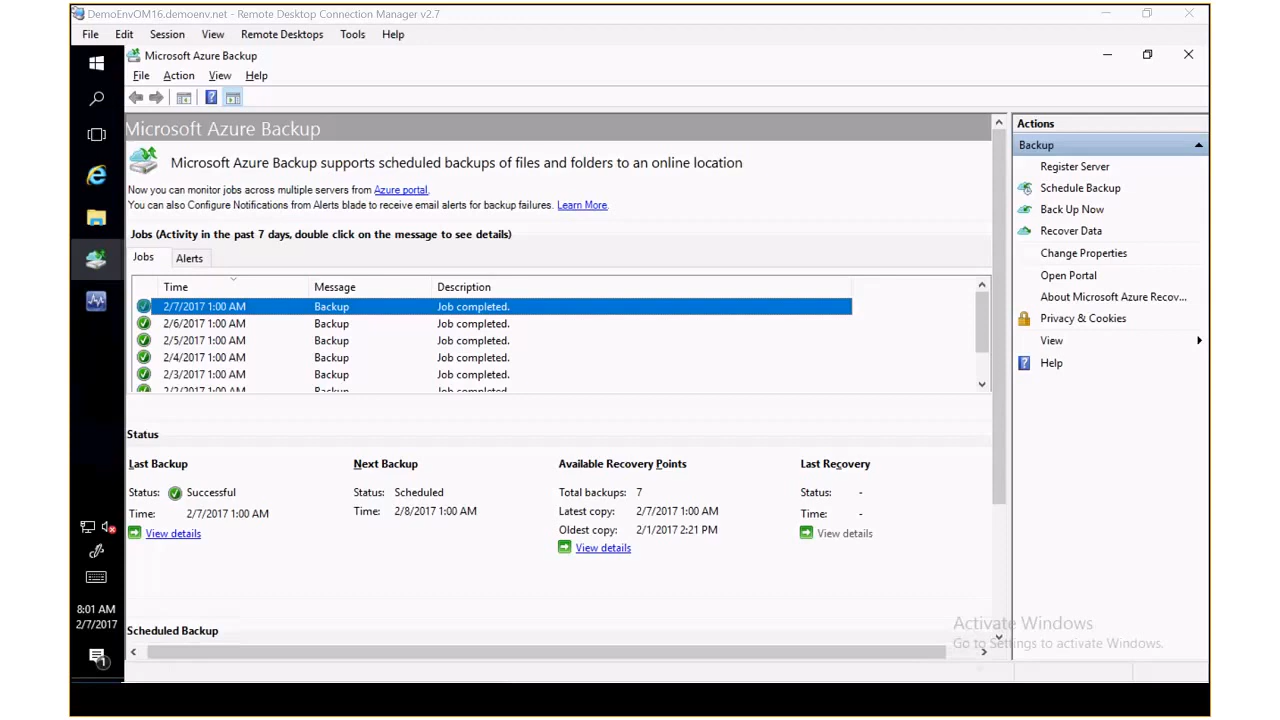 DemoEnvOM16.demoenv.net - Remote Desktop Connection Manager v2.7
File Edit Session View Remote Desktops Tools Help
Microsoft Azure Backup
File Action View Help
Microsoft Azure Backup
Microsoft Azure Backup supports scheduled backups of files and folders to an online location
Now you can monitor jobs across multiple servers from Azure portal.
You can also Configure Notifications from Alerts blade to receive email alerts for backup failures. Learn More.
Jobs (Activity in the past 7 days, double click on the message to see details)
Jobs Alerts
Time Message Description
2/7/2017 1:00 AM Backup Job completed.
2/6/2017 1:00 AM Backup Job completed.
2/5/2017 1:00 AM Backup Job completed.
2/4/2017 1:00 AM Backup Job completed.
2/3/2017 1:00 AM Backup Job completed.
2/2/2017 1:00 AM Backup Job completed.
Status
Last Backup
Status: Successful
Time: 2/7/2017 1:00 AM
View details
Next Backup
Status: Scheduled
Time: 2/8/2017 1:00 AM
Available Recovery Points
Total backups: 7
Latest copy: 2/7/2017 1:00 AM
Oldest copy: 2/1/2017 2:21 PM
View details
Last Recovery
Status: -
Time: -
View details
Scheduled Backup
Actions
Backup
Register Server
Schedule Backup
Back Up Now
Recover Data
Change Properties
Open Portal
About Microsoft Azure Recov...
Privacy & Cookies
View
Help
Activate Windows
Go to Settings to activate Windows.
8:01 AM
2/7/2017
1